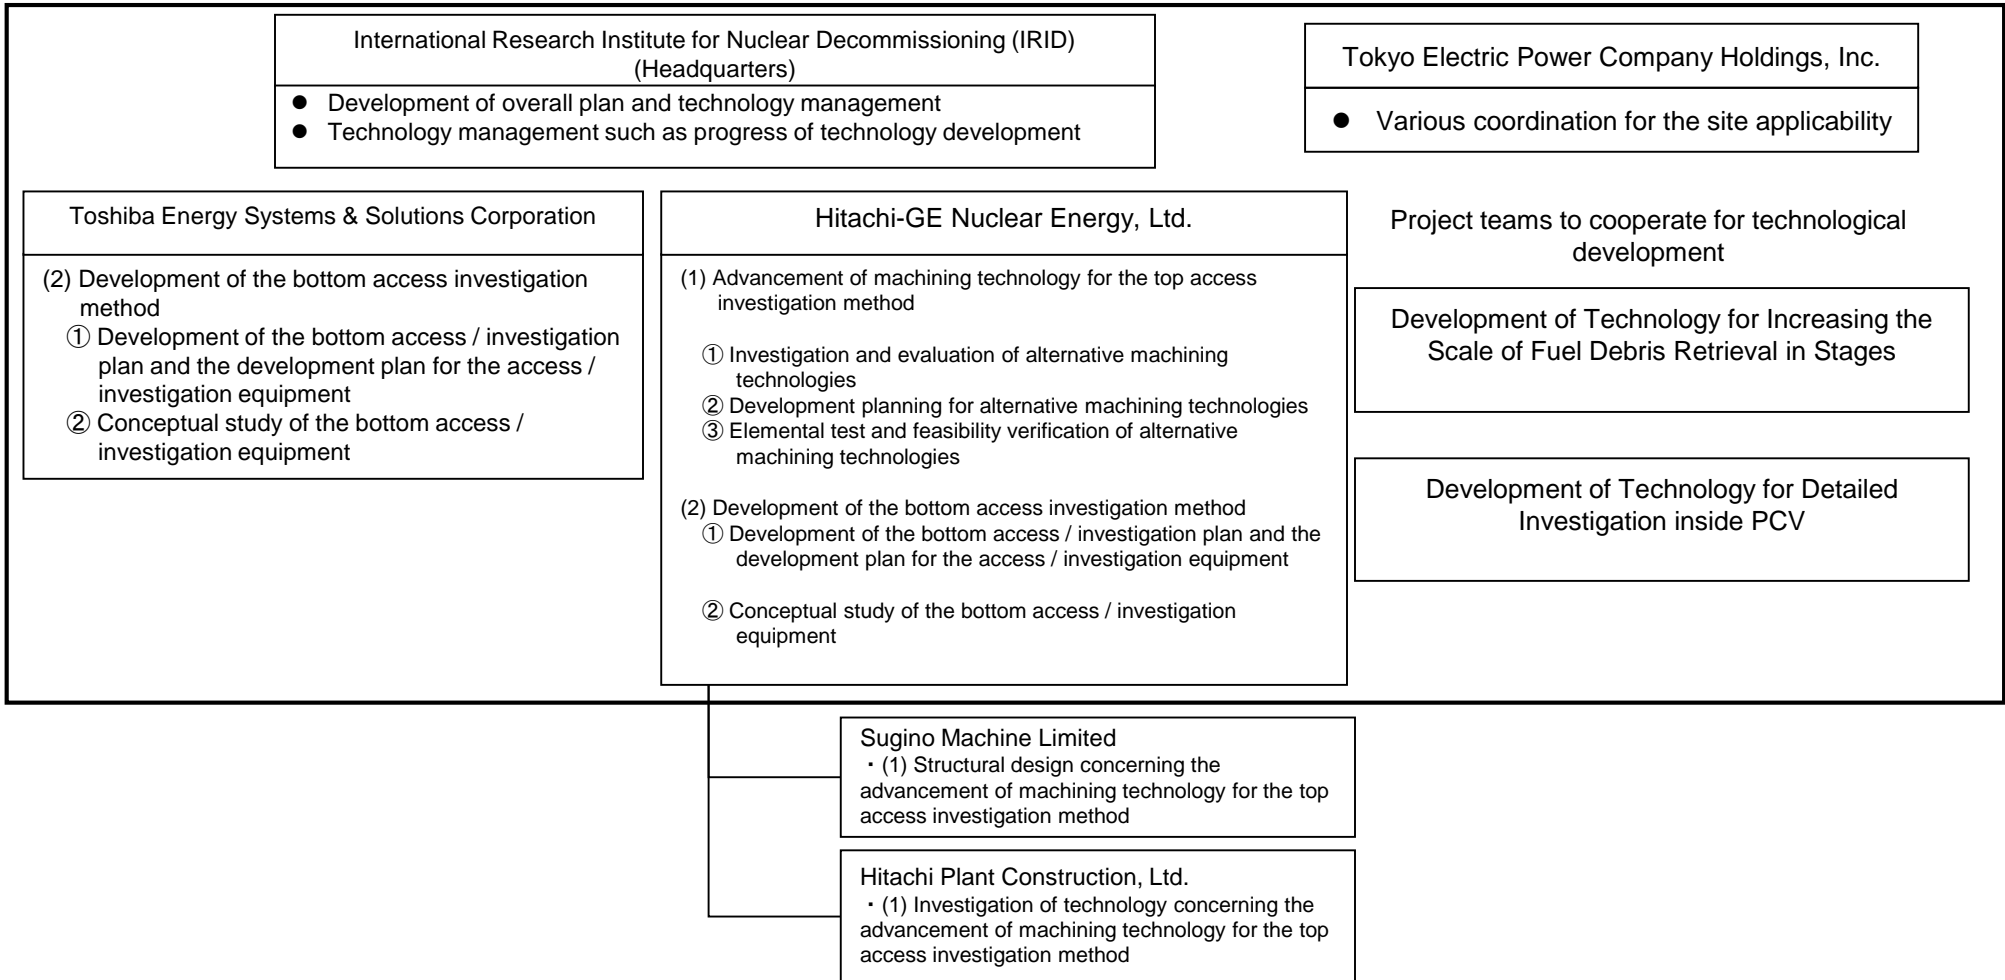 International Research Institute for Nuclear Decommissioning (IRID)
(Headquarters)
● Development of overall plan and technology management
● Technology management such as progress of technology development
Tokyo Electric Power Company Holdings, Inc.
● Various coordination for the site applicability
Toshiba Energy Systems & Solutions Corporation
(2) Development of the bottom access investigation
method
① Development of the bottom access / investigation
plan and the development plan for the access /
investigation equipment
② Conceptual study of the bottom access /
investigation equipment
Hitachi-GE Nuclear Energy, Ltd.
(1) Advancement of machining technology for the top access
investigation method
① Investigation and evaluation of alternative machining
technologies
② Development planning for alternative machining technologies
③ Elemental test and feasibility verification of alternative
machining technologies
(2) Development of the bottom access investigation method
① Development of the bottom access / investigation plan and the
development plan for the access / investigation equipment
② Conceptual study of the bottom access / investigation
equipment
Project teams to cooperate for technological
development
Development of Technology for Increasing the
Scale of Fuel Debris Retrieval in Stages
Development of Technology for Detailed
Investigation inside PCV
Sugino Machine Limited
・(1) Structural design concerning the
advancement of machining technology for the top
access investigation method
Hitachi Plant Construction, Ltd.
・(1) Investigation of technology concerning the
advancement of machining technology for the top
access investigation method